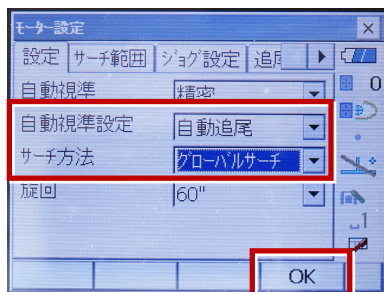 モーター設定
設定 サーチ範囲 ジョグ設定 追尾
自動視準 精密
0
自動視準設定 自動追尾
サーチ方法 グローバルサーチ
旋回 60"
1
OK